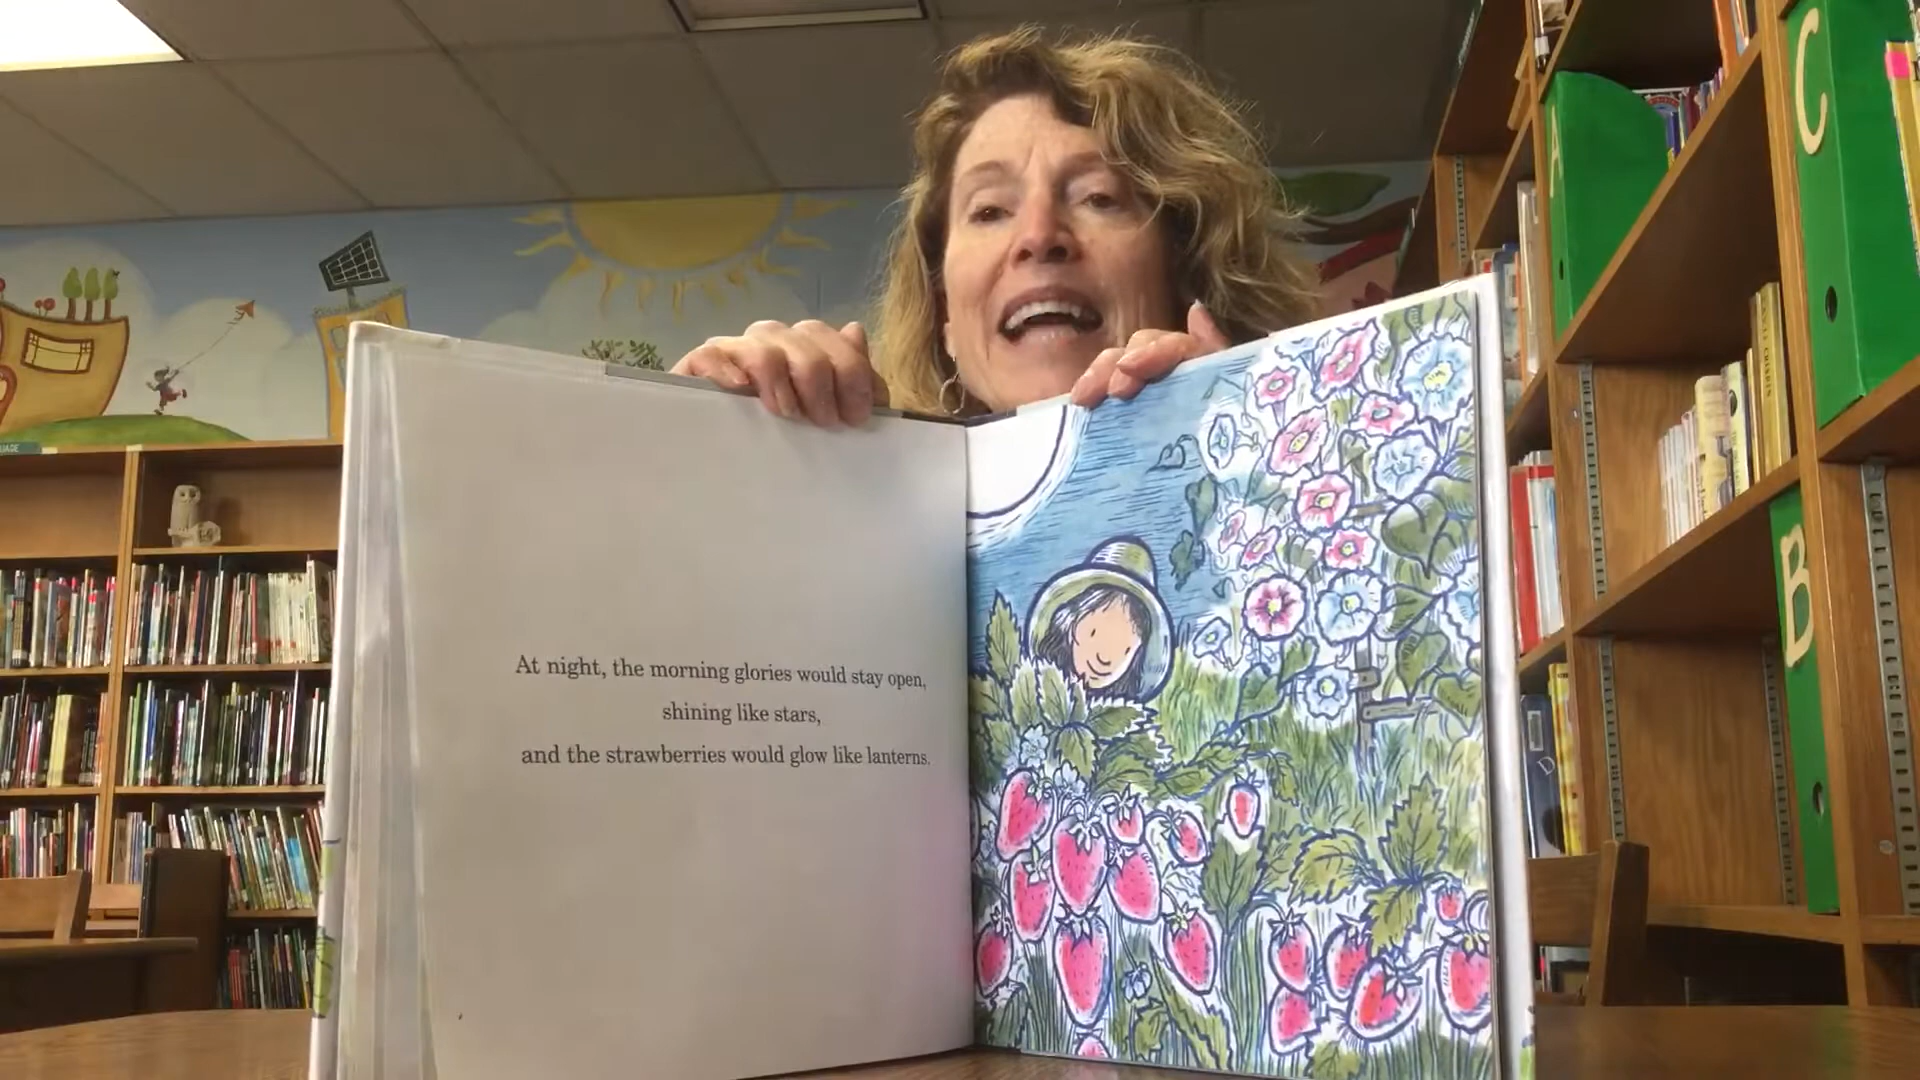 At night, the morning glories would stay open,
shining like stars,
and the strawberries would glow like lanterns.
A
C
B
D